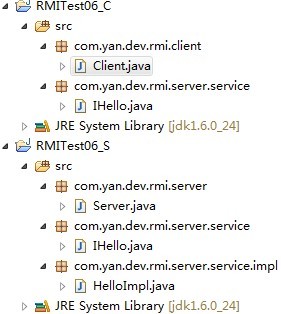 RMITest06_C
src
com.yan.dev.rmi.client
Client.java
com.yan.dev.rmi.server.service
IHello.java
JRE System Library [jdk1.6.0_24]
RMITest06_S
src
com.yan.dev.rmi.server
Server.java
com.yan.dev.rmi.server.service
IHello.java
com.yan.dev.rmi.server.service.impl
HelloImpl.java
JRE System Library [jdk1.6.0_24]